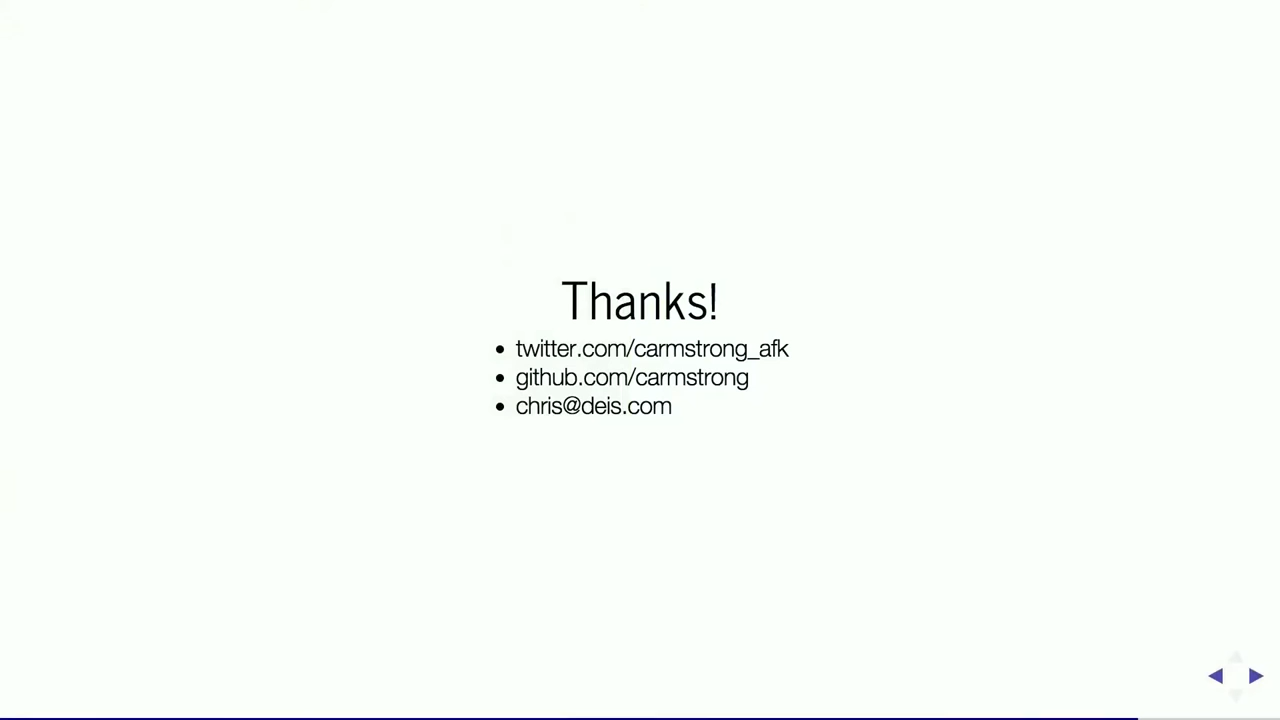 Thanks!
• twitter.com/carmstrong_afk
• github.com/carmstrong
• chris@deis.com